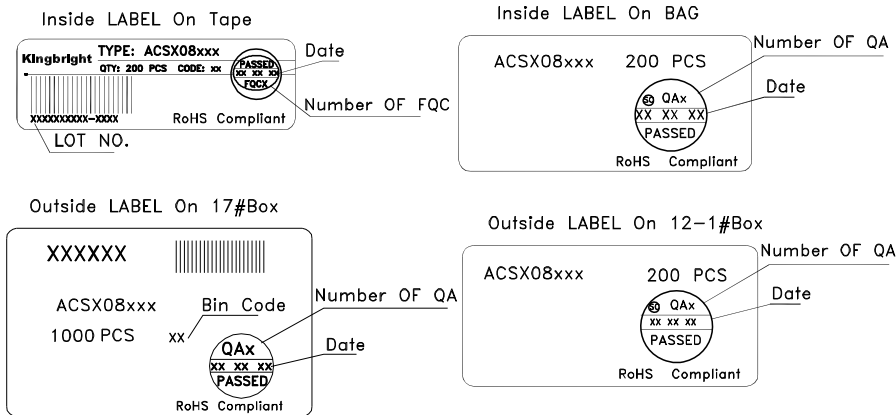 Inside LABEL On Tape
Kingbright
TYPE: ACSX08xxx
QTY: 200 PCS CODE: xx
PASSED
XX XX XX
FQCX
Date
Number OF FQC
XXXXXXXXXX-XXXX
RoHS Compliant
LOT NO.
Inside LABEL On BAG
ACSX08xxx 200 PCS
Number OF QA
Date
SC QAx
XX XX XX
PASSED
RoHS Compliant
Outside LABEL On 17#Box
XXXXXX
ACSX08xxx Bin Code
1000 PCS xx
Number OF QA
Date
QAx
XX XX XX
PASSED
RoHS Compliant
Outside LABEL On 12-1#Box
ACSX08xxx 200 PCS
Number OF QA
Date
SC QAx
XX XX XX
PASSED
RoHS Compliant